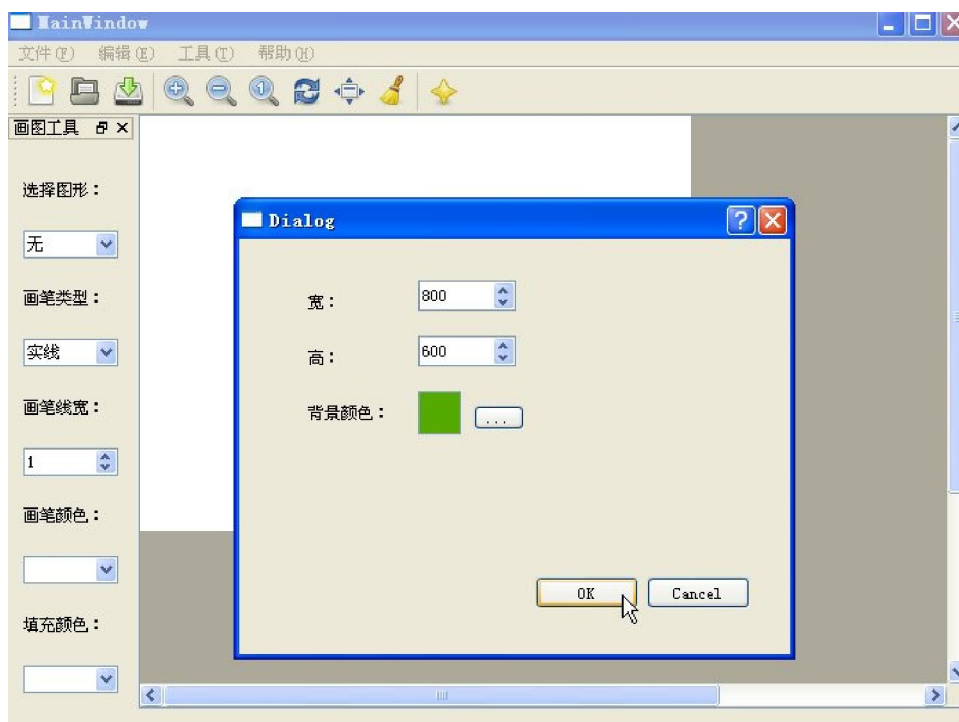 MainWindow
文件(F) 编辑(E) 工具(T) 帮助(H)
画图工具
选择图形：
无
画笔类型：
实线
画笔线宽：
1
画笔颜色：
填充颜色：
Dialog
宽： 800
高： 600
背景颜色： ...
OK Cancel